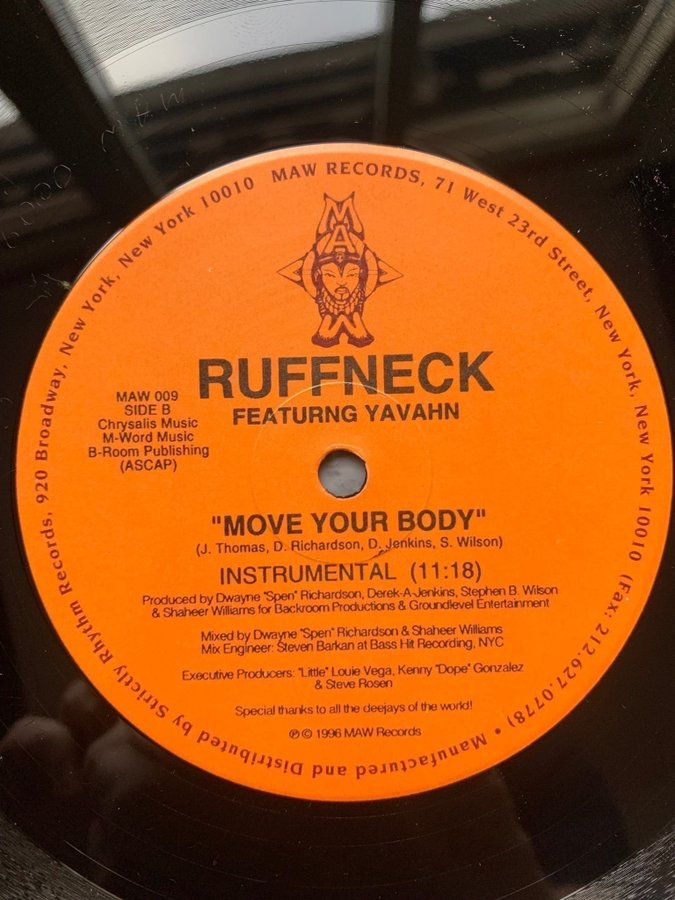 MAW RECORDS, 71 West 23rd Street, New York, New York 10010 (Fax: 212.627.0778) • Manufactured and Distributed by Strictly Rhythm Records, 920 Broadway, New York, New York 10010
MAW
RUFFNECK
FEATURNG YAVAHN
MAW 009
SIDE B
Chrysalis Music
M-Word Music
B-Room Publishing
(ASCAP)
"MOVE YOUR BODY"
(J. Thomas, D. Richardson, D. Jenkins, S. Wilson)
INSTRUMENTAL (11:18)
Produced by Dwayne "Spen" Richardson, Derek-A-Jenkins, Stephen B. Wilson
& Shaheer Williams for Backroom Productions & Groundlevel Entertainment
Mixed by Dwayne "Spen" Richardson & Shaheer Williams
Mix Engineer: Steven Barkan at Bass Hit Recording, NYC
Executive Producers: "Little" Louie Vega, Kenny "Dope" Gonzalez
& Steve Rosen
Special thanks to all the deejays of the world!
℗ © 1996 MAW Records